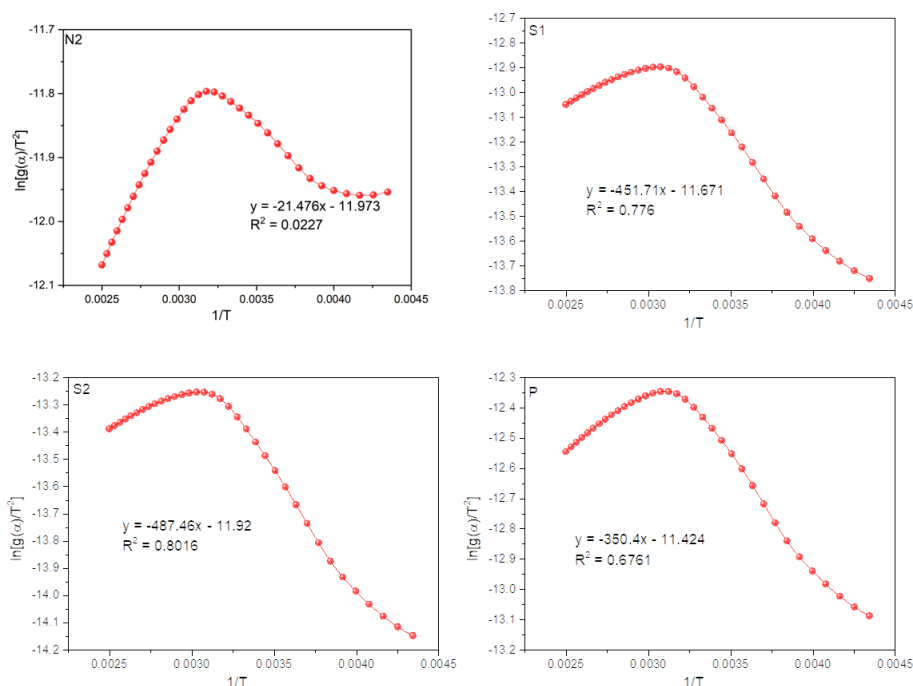 N2
-11.7
-11.8
-11.9
-12.0
-12.1
ln[g(α)/T²]
y = -21.476x - 11.973
R² = 0.0227
0.0025 0.0030 0.0035 0.0040 0.0045
1/T
S1
-12.7
-12.8
-12.9
-13.0
-13.1
-13.2
-13.3
-13.4
-13.5
-13.6
-13.7
-13.8
ln[g(α)/T²]
y = -451.71x - 11.671
R² = 0.776
0.0025 0.0030 0.0035 0.0040 0.0045
1/T
S2
-13.2
-13.3
-13.4
-13.5
-13.6
-13.7
-13.8
-13.9
-14.0
-14.1
-14.2
ln[g(α)/T²]
y = -487.46x - 11.92
R² = 0.8016
0.0025 0.0030 0.0035 0.0040 0.0045
1/T
P
-12.3
-12.4
-12.5
-12.6
-12.7
-12.8
-12.9
-13.0
-13.1
-13.2
ln[g(α)/T²]
y = -350.4x - 11.424
R² = 0.6761
0.0025 0.0030 0.0035 0.0040 0.0045
1/T